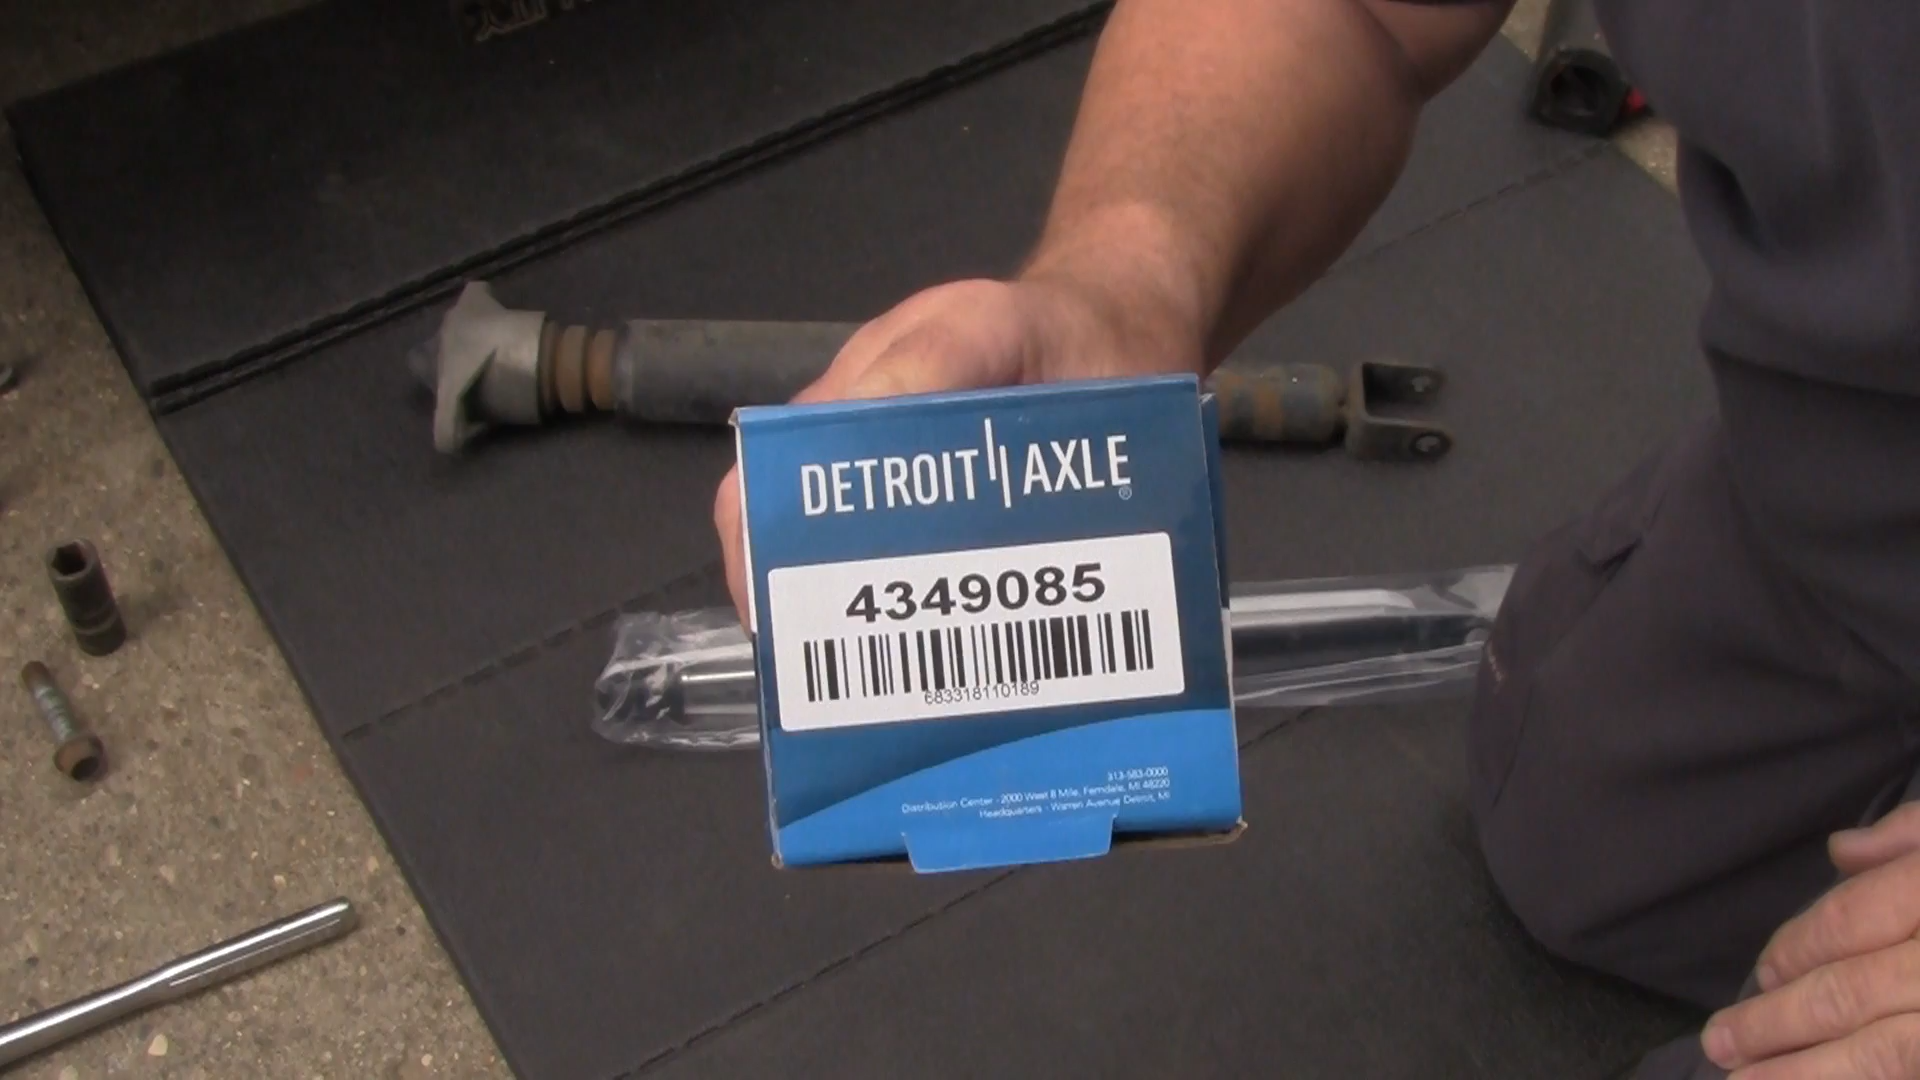 DETROIT AXLE®
4349085
683318110189
313-583-0000
Distribution Center - 2000 West 8 Mile, Ferndale, MI 48220
Headquarters - Warren Avenue Detroit, MI